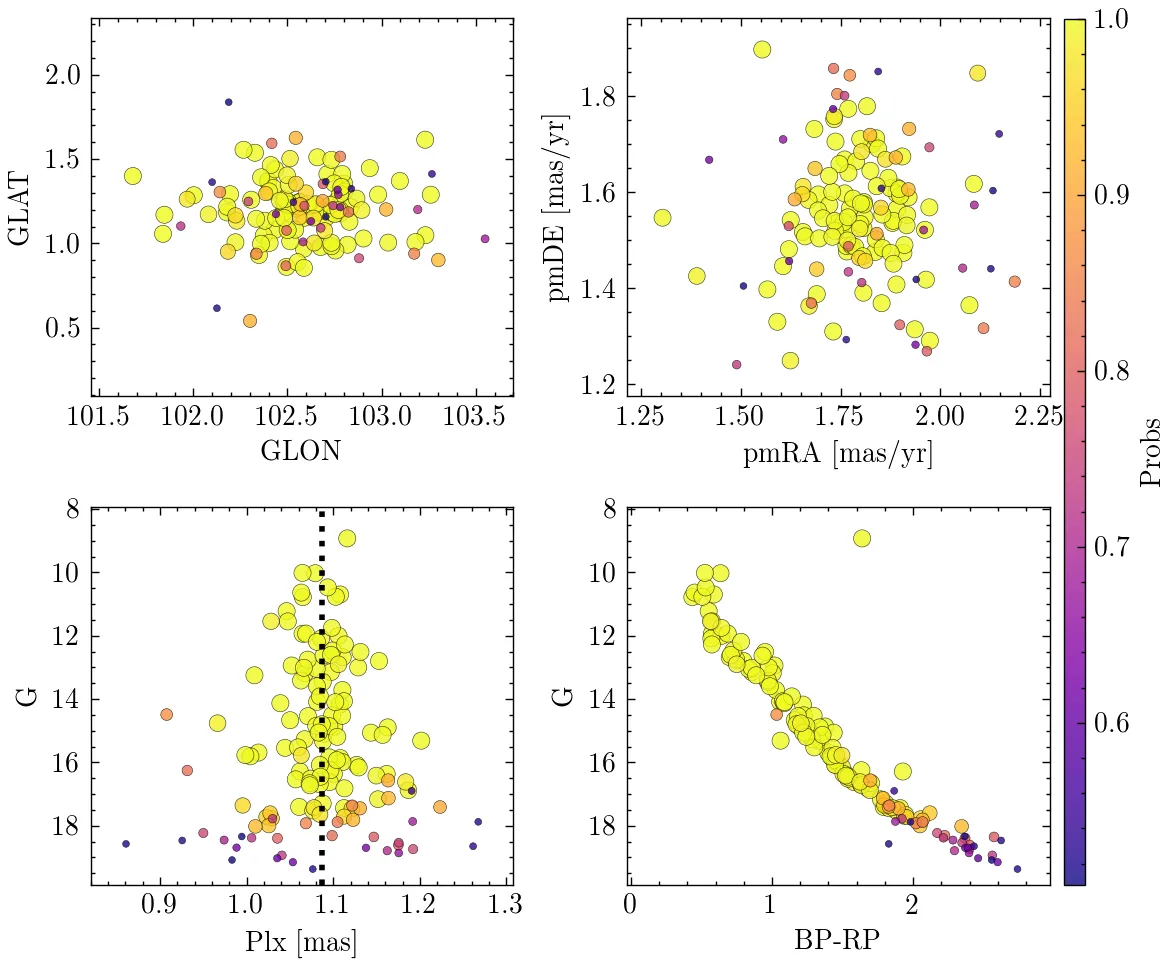 2.0
1.5
1.0
0.5
GLAT
101.5 102.0 102.5 103.0 103.5
GLON
1.8
1.6
1.4
1.2
pmDE [mas/yr]
1.25 1.50 1.75 2.00 2.25
pmRA [mas/yr]
8
10
12
14
16
18
G
0.9 1.0 1.1 1.2 1.3
Plx [mas]
8
10
12
14
16
18
G
0 1 2
BP-RP
1.0
0.9
0.8
0.7
0.6
Probs